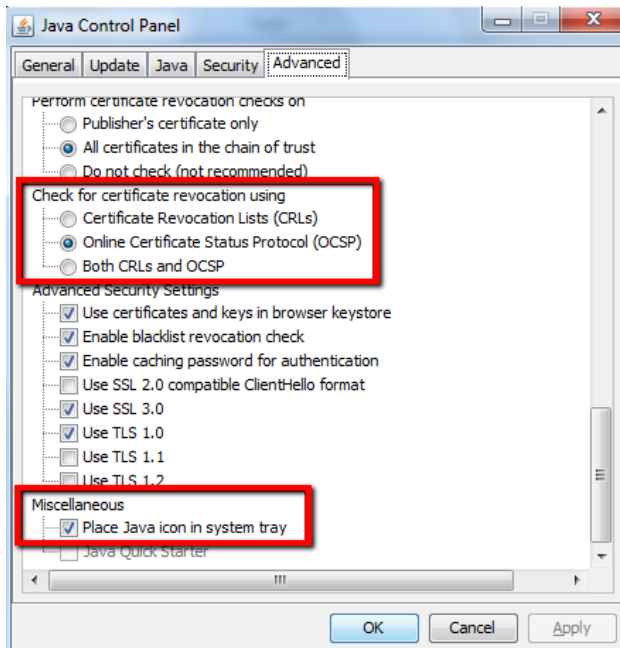 Java Control Panel
General Update Java Security Advanced
Perform certificate revocation checks on
Publisher's certificate only
All certificates in the chain of trust
Do not check (not recommended)
Check for certificate revocation using
Certificate Revocation Lists (CRLs)
Online Certificate Status Protocol (OCSP)
Both CRLs and OCSP
Advanced Security Settings
Use certificates and keys in browser keystore
Enable blacklist revocation check
Enable caching password for authentication
Use SSL 2.0 compatible ClientHello format
Use SSL 3.0
Use TLS 1.0
Use TLS 1.1
Use TLS 1.2
Miscellaneous
Place Java icon in system tray
Java Quick Starter
OK Cancel Apply